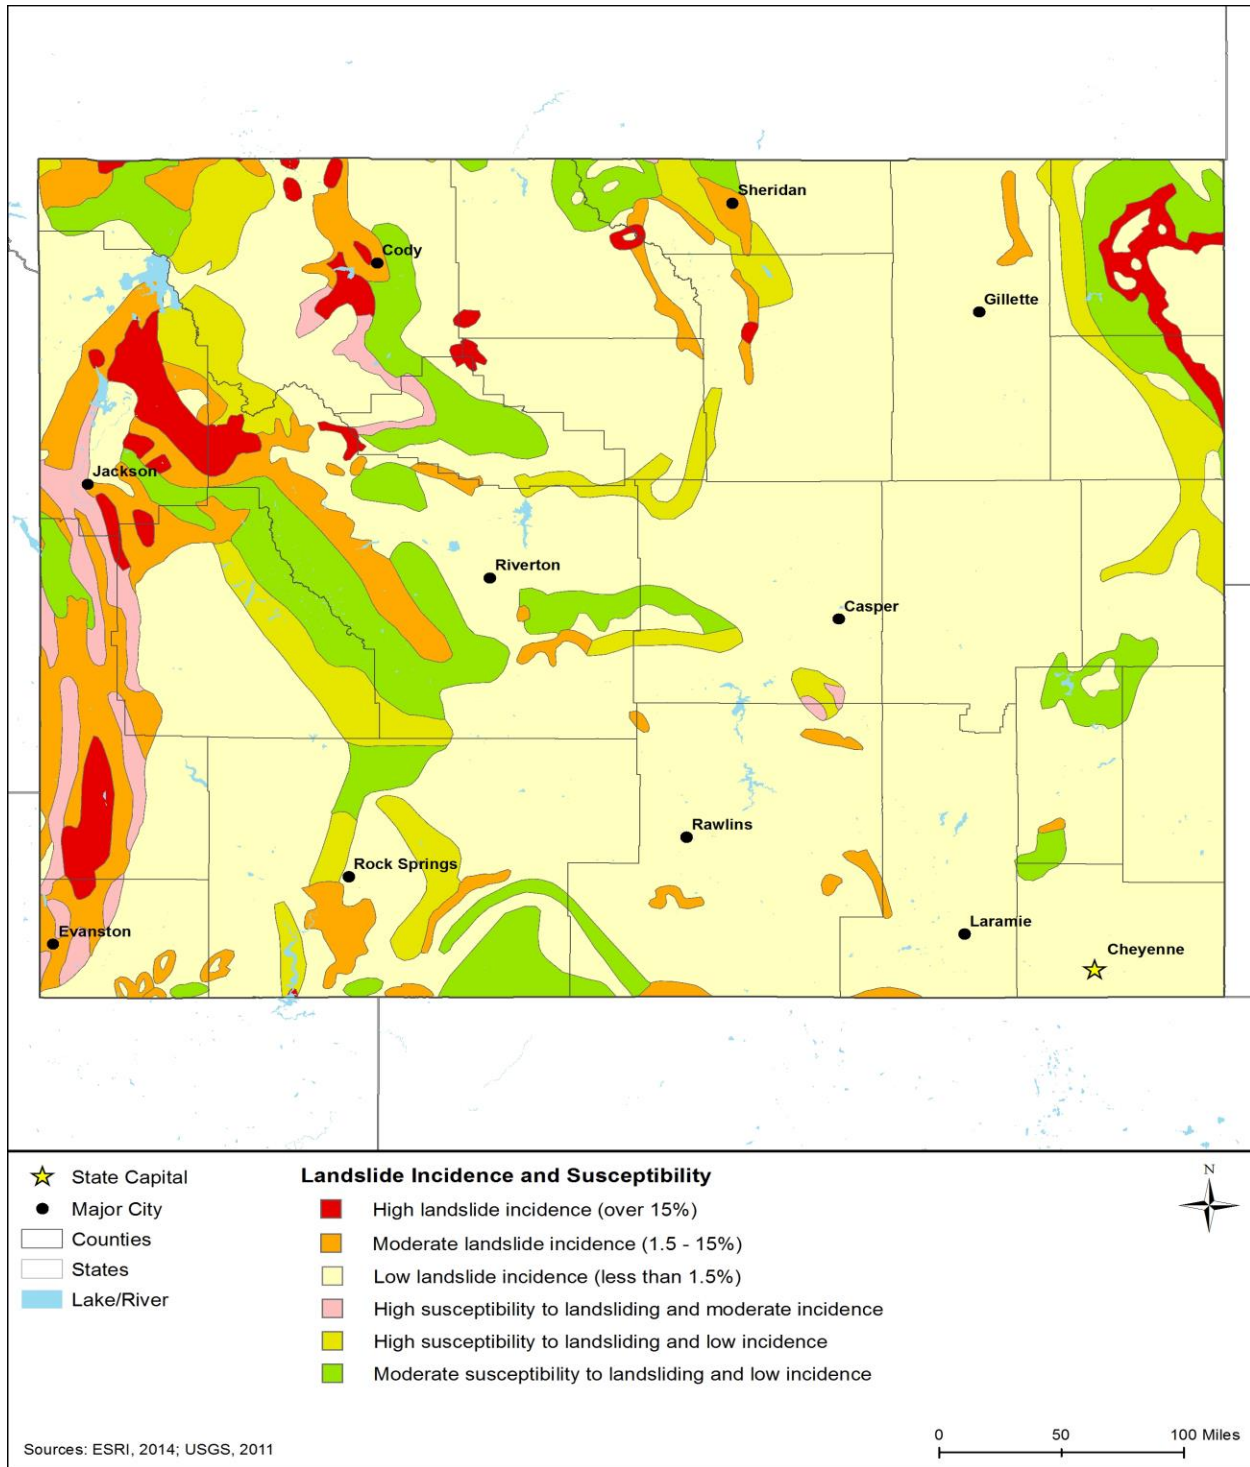 Sheridan
Cody
Gillette
Jackson
Riverton
Casper
Rawlins
Rock Springs
Evanston
Laramie
Cheyenne
State Capital
Major City
Counties
States
Lake/River
Landslide Incidence and Susceptibility
High landslide incidence (over 15%)
Moderate landslide incidence (1.5 - 15%)
Low landslide incidence (less than 1.5%)
High susceptibility to landsliding and moderate incidence
High susceptibility to landsliding and low incidence
Moderate susceptibility to landsliding and low incidence
N
Sources: ESRI, 2014; USGS, 2011
0 50 100 Miles